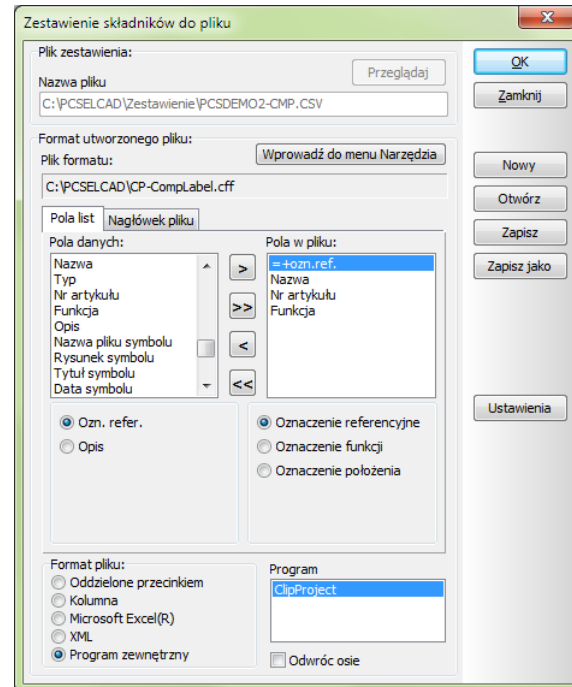 Zestawienie składników do pliku
Plik zestawienia:
Przeglądaj
Nazwa pliku
C:\PCSELCAD\Zestawienie\PCSDEMO2-CMP.CSV
OK
Zamknij
Format utworzonego pliku:
Plik formatu:
Wprowadź do menu Narzędzia
C:\PCSELCAD\CP-CompLabel.cff
Nowy
Otwórz
Zapisz
Zapisz jako
Ustawienia
Pola list
Nagłówek pliku
Pola danych:
Nazwa
Typ
Nr artykułu
Funkcja
Opis
Nazwa pliku symbolu
Rysunek symbolu
Tytuł symbolu
Data symbolu
>
>>
<
<<
Pola w pliku:
=+ozn.ref.
Nazwa
Nr artykułu
Funkcja
Ozn. refer.
Opis
Oznaczenie referencyjne
Oznaczenie funkcji
Oznaczenie położenia
Format pliku:
Oddzielone przecinkiem
Kolumna
Microsoft Excel(R)
XML
Program zewnętrzny
Program
ClipProject
Odwróc osie